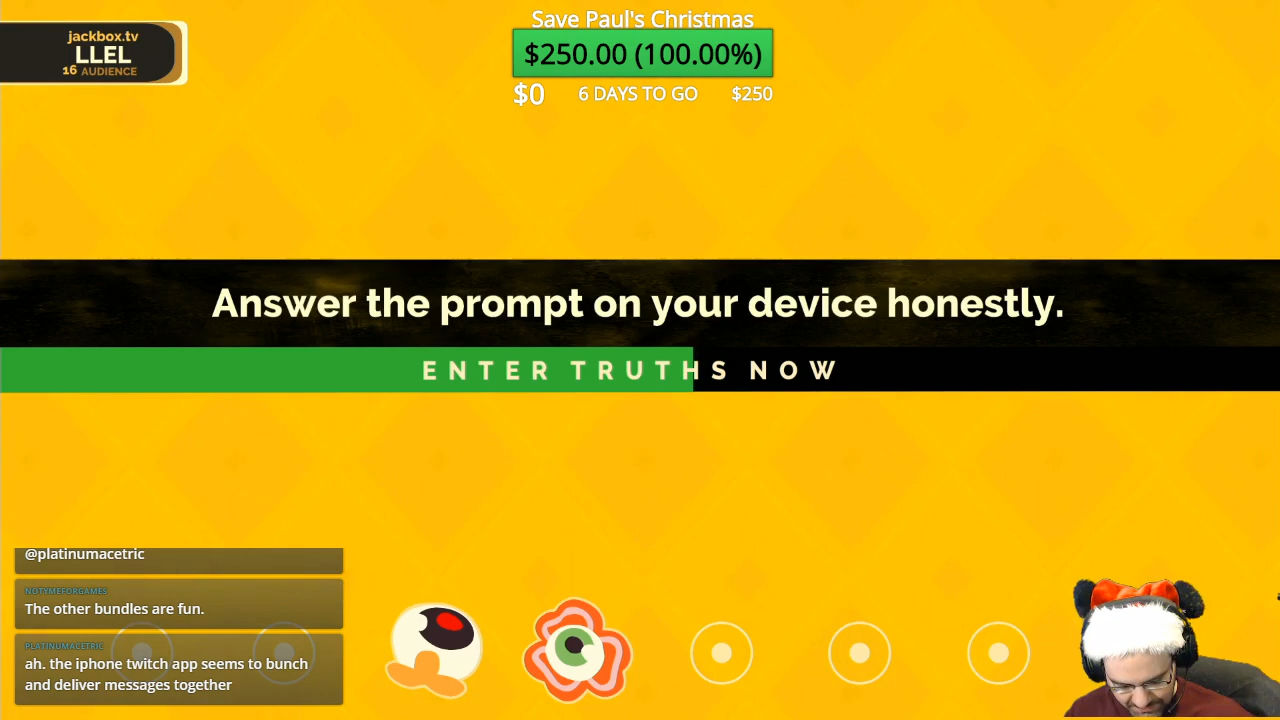 jackbox.tv
LLEL
16 AUDIENCE
Save Paul's Christmas
$250.00 (100.00%)
$0 6 DAYS TO GO $250
Answer the prompt on your device honestly.
ENTER TRUTHS NOW
@platinumacetric
NOTYMEFORGAMES
The other bundles are fun.
PLATINUMACETRIC
ah. the iphone twitch app seems to bunch
and deliver messages together